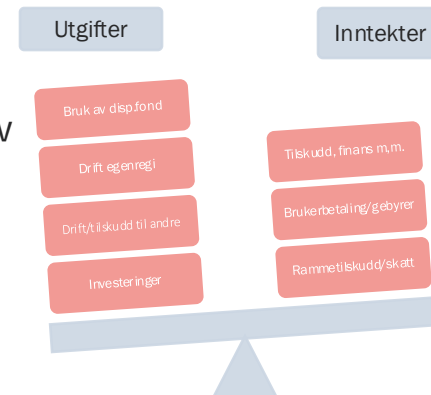 Utgifter
Inntekter
v
Bruk av disp.fond
Drift egenregi
Drift/tilskudd til andre
Investeringer
Tilskudd, finans m,m.
Brukerbetaling/gebyrer
Rammetilskudd/skatt